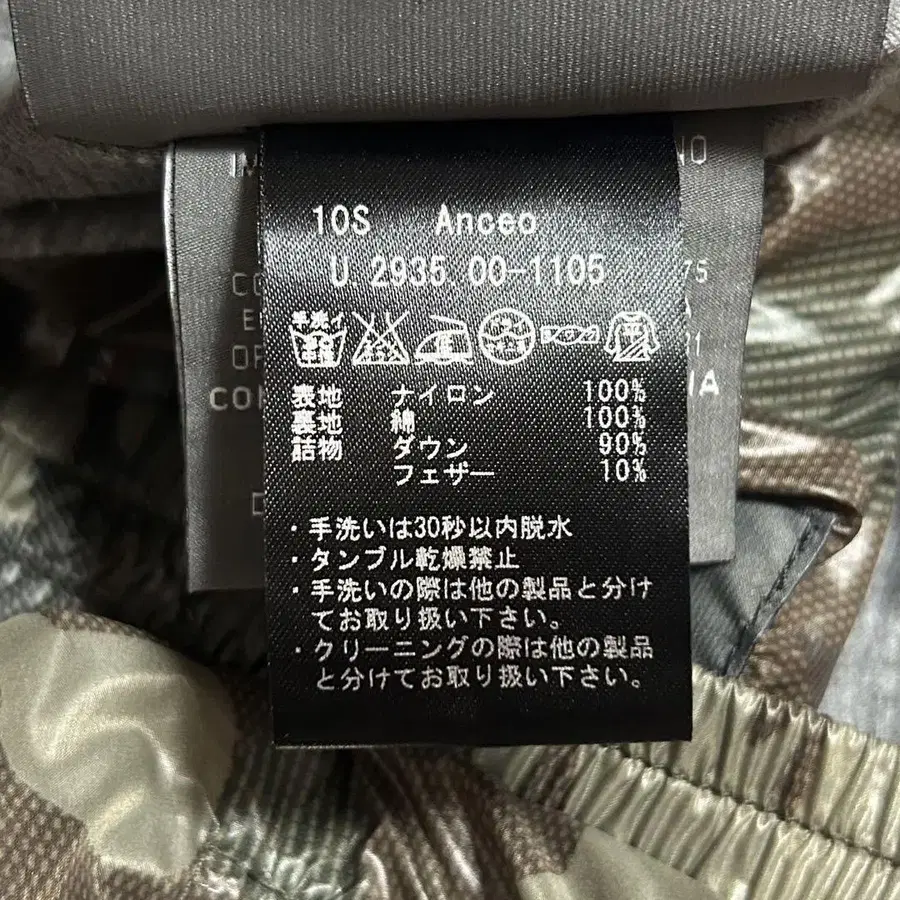 10S Anceo
U.2935.00-1105
表地 ナイロン 100%
裏地 綿 100%
詰物 ダウン 90%
フェザー 10%
・手洗いは30秒以内脱水
・タンブル乾燥禁止
・手洗いの際は他の製品と分け
てお取り扱い下さい。
・クリーニングの際は他の製品
と分けてお取り扱い下さい。